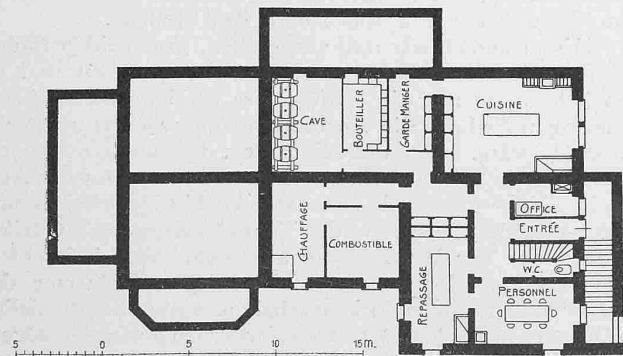 CAVE
BOUTEILLER
GARDE MANGER
CUISINE
OFFICE
ENTRÉE
CHAUFFAGE
COMBUSTIBLE
W.C.
PERSONNEL
REPASSAGE
5 0 5 10 15 m.